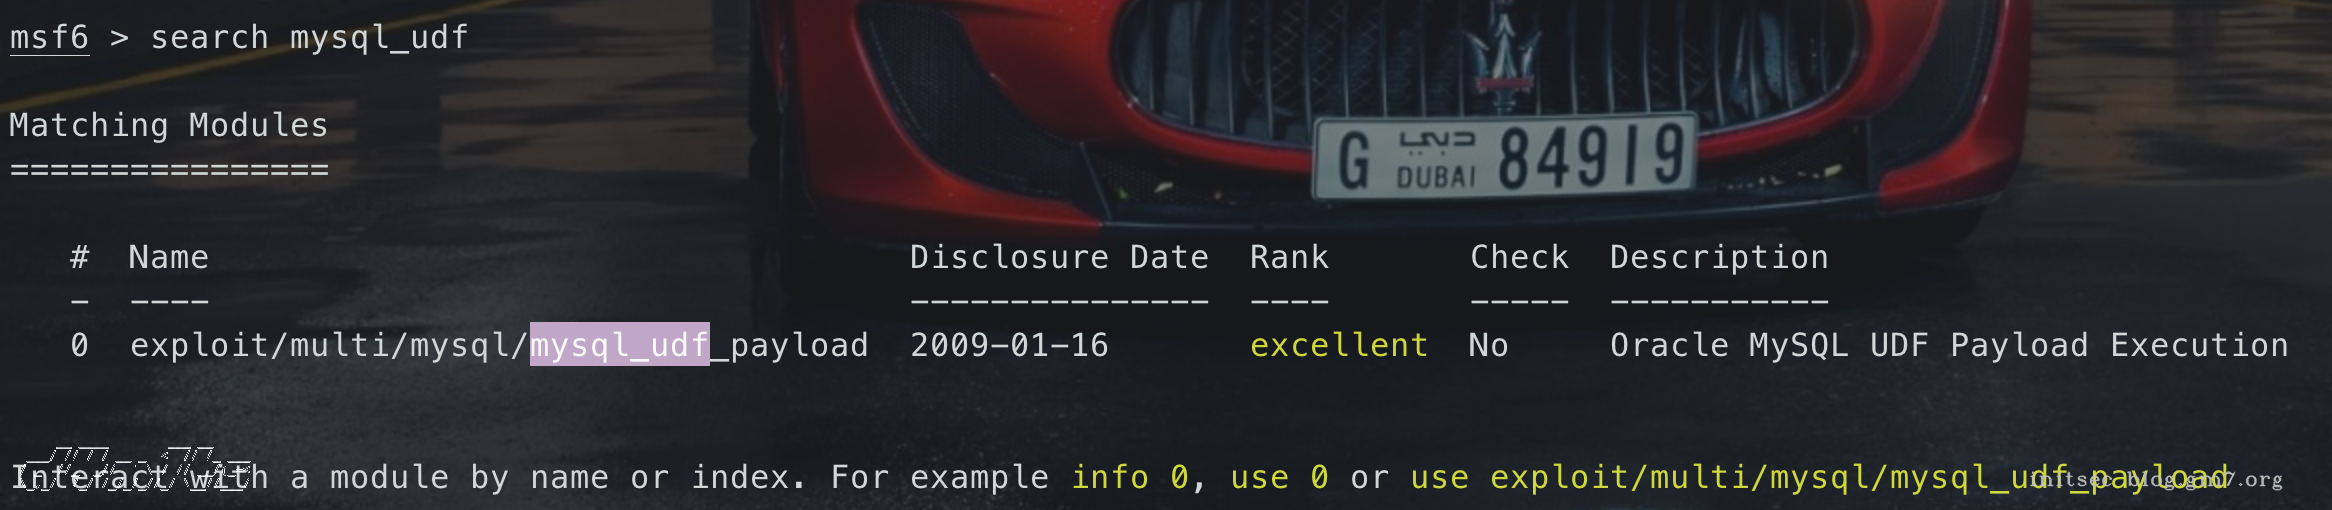 msf6 > search mysql_udf
G دبي DUBAI 84919
Matching Modules
================
#  Name  Disclosure Date  Rank  Check  Description
-  ----  ---------------  ----  -----  -----------
0  exploit/multi/mysql/mysql_udf_payload  2009-01-16  excellent  No  Oracle MySQL UDF Payload Execution
Interact with a module by name or index. For example info 0, use 0 or use exploit/multi/mysql/mysql_udf_payload